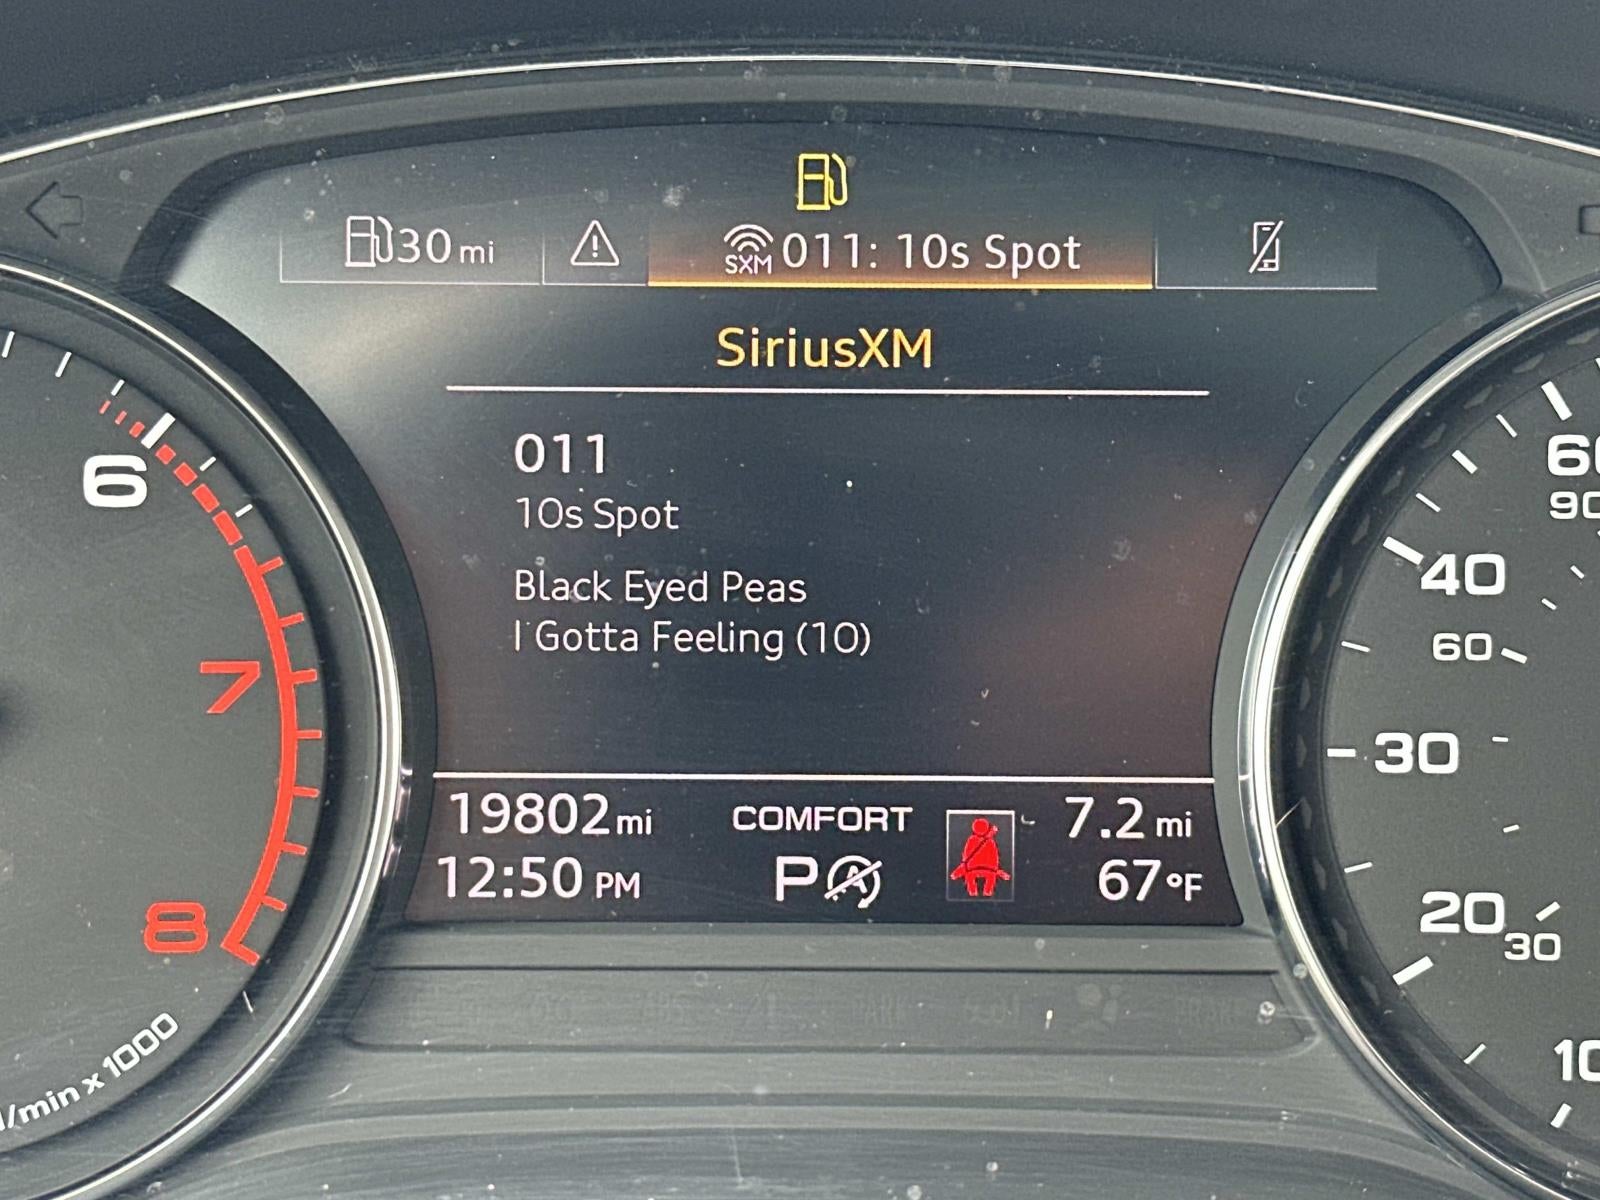 30 mi
SXM 011: 10s Spot
SiriusXM
011
10s Spot
Black Eyed Peas
I Gotta Feeling (10)
19802 mi
COMFORT
7.2 mi
12:50 PM
P
A
67 °F
6
7
8
/min x 1000
60
90
40
60
30
20
30
10
PARK